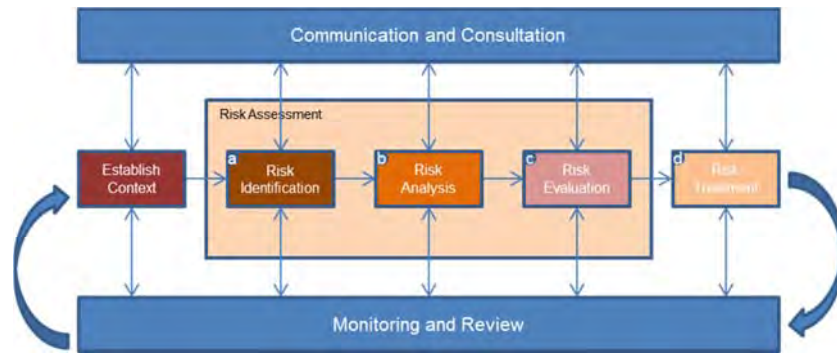 Communication and Consultation
Risk Assessment
Establish
Context
a
Risk
Identification
b
Risk
Analysis
c
Risk
Evaluation
d
Risk
Treatment
Monitoring and Review